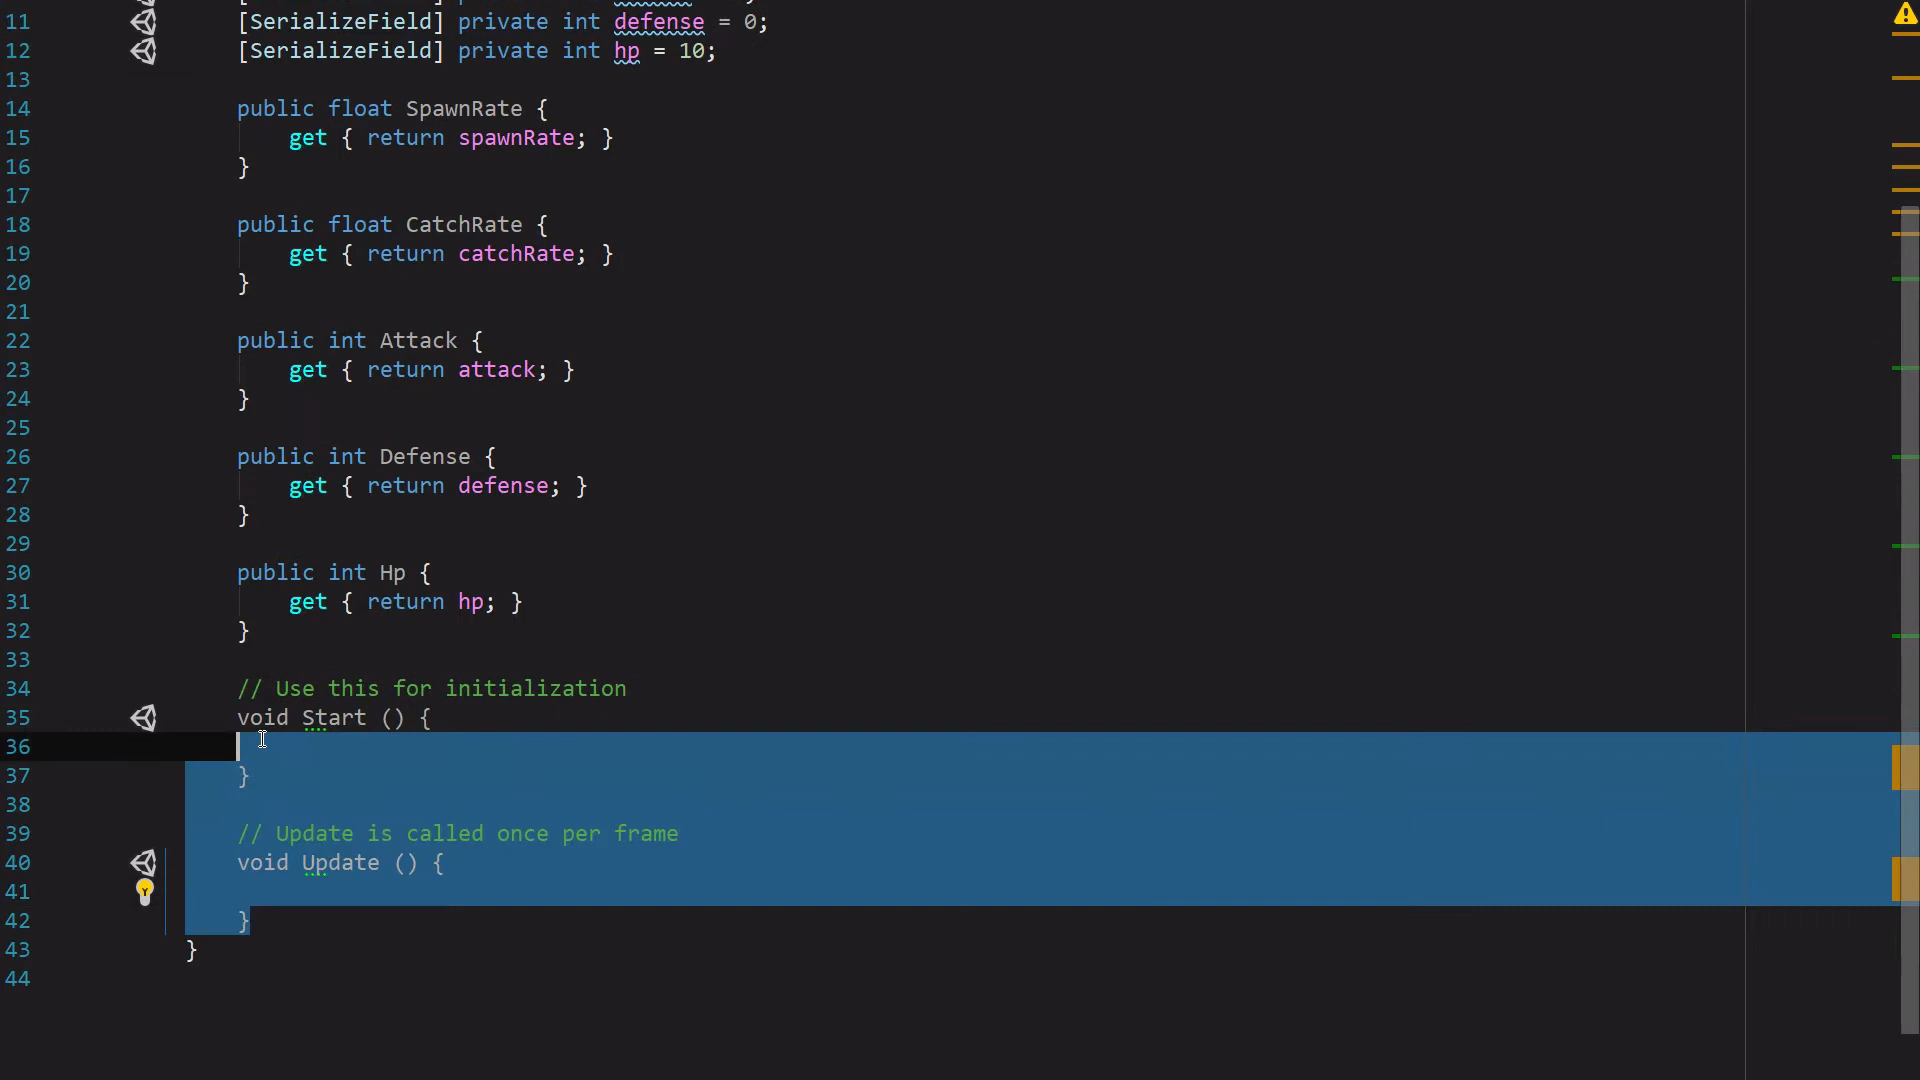 11 [SerializeField] private int defense = 0;
12 [SerializeField] private int hp = 10;
13
14 public float SpawnRate {
15 get { return spawnRate; }
16 }
17
18 public float CatchRate {
19 get { return catchRate; }
20 }
21
22 public int Attack {
23 get { return attack; }
24 }
25
26 public int Defense {
27 get { return defense; }
28 }
29
30 public int Hp {
31 get { return hp; }
32 }
33
34 // Use this for initialization
35 void Start () {
36
37 }
38
39 // Update is called once per frame
40 void Update () {
41
42 }
43 }
44